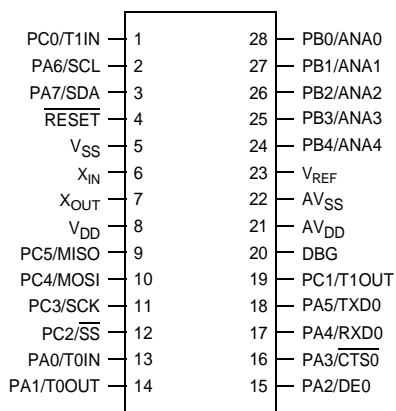 PC0/T1IN 1 28 PB0/ANA0
PA6/SCL 2 27 PB1/ANA1
PA7/SDA 3 26 PB2/ANA2
RESET 4 25 PB3/ANA3
VSS 5 24 PB4/ANA4
XIN 6 23 VREF
XOUT 7 22 AVSS
VDD 8 21 AVDD
PC5/MISO 9 20 DBG
PC4/MOSI 10 19 PC1/T1OUT
PC3/SCK 11 18 PA5/TXD0
PC2/SS 12 17 PA4/RXD0
PA0/T0IN 13 16 PA3/CTS0
PA1/T0OUT 14 15 PA2/DE0